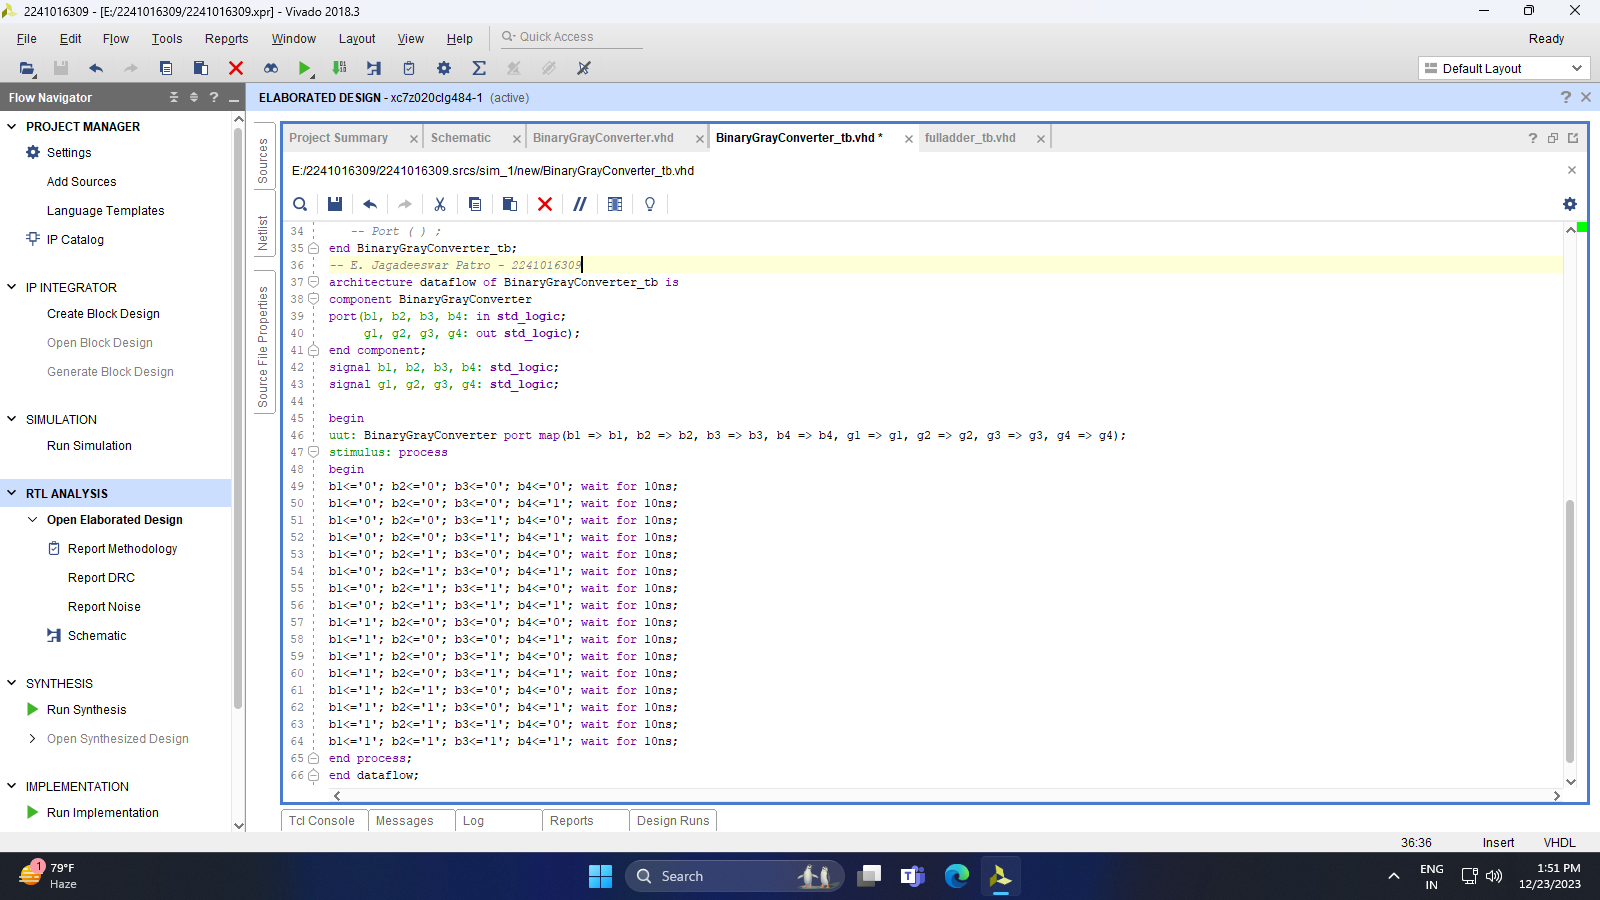 2241016309 - [E:/2241016309/2241016309.xpr] - Vivado 2018.3
File Edit Flow Tools Reports Window Layout View Help Quick Access Ready
Default Layout
Flow Navigator
PROJECT MANAGER
Settings
Add Sources
Language Templates
IP Catalog
IP INTEGRATOR
Create Block Design
Open Block Design
Generate Block Design
SIMULATION
Run Simulation
RTL ANALYSIS
Open Elaborated Design
Report Methodology
Report DRC
Report Noise
Schematic
SYNTHESIS
Run Synthesis
Open Synthesized Design
IMPLEMENTATION
Run Implementation
ELABORATED DESIGN - xc7z020clg484-1 (active)
Sources
Netlist
Source File Properties
Project Summary Schematic BinaryGrayConverter.vhd BinaryGrayConverter_tb.vhd * fulladder_tb.vhd
E:/2241016309/2241016309.srcs/sim_1/new/BinaryGrayConverter_tb.vhd
34 -- Port ( ) ;
35 end BinaryGrayConverter_tb;
36 -- E. Jagadeesvar Patro - 2241016309
37 architecture dataflow of BinaryGrayConverter_tb is
38 component BinaryGrayConverter
39 port(b1, b2, b3, b4: in std_logic;
40 g1, g2, g3, g4: out std_logic);
41 end component;
42 signal b1, b2, b3, b4: std_logic;
43 signal g1, g2, g3, g4: std_logic;
44
45 begin
46 uut: BinaryGrayConverter port map(b1 => b1, b2 => b2, b3 => b3, b4 => b4, g1 => g1, g2 => g2, g3 => g3, g4 => g4);
47 stimulus: process
48 begin
49 b1<='0'; b2<='0'; b3<='0'; b4<='0'; wait for 10ns;
50 b1<='0'; b2<='0'; b3<='0'; b4<='1'; wait for 10ns;
51 b1<='0'; b2<='0'; b3<='1'; b4<='0'; wait for 10ns;
52 b1<='0'; b2<='0'; b3<='1'; b4<='1'; wait for 10ns;
53 b1<='0'; b2<='1'; b3<='0'; b4<='0'; wait for 10ns;
54 b1<='0'; b2<='1'; b3<='0'; b4<='1'; wait for 10ns;
55 b1<='0'; b2<='1'; b3<='1'; b4<='0'; wait for 10ns;
56 b1<='0'; b2<='1'; b3<='1'; b4<='1'; wait for 10ns;
57 b1<='1'; b2<='0'; b3<='0'; b4<='0'; wait for 10ns;
58 b1<='1'; b2<='0'; b3<='0'; b4<='1'; wait for 10ns;
59 b1<='1'; b2<='0'; b3<='1'; b4<='0'; wait for 10ns;
60 b1<='1'; b2<='0'; b3<='1'; b4<='1'; wait for 10ns;
61 b1<='1'; b2<='1'; b3<='0'; b4<='0'; wait for 10ns;
62 b1<='1'; b2<='1'; b3<='0'; b4<='1'; wait for 10ns;
63 b1<='1'; b2<='1'; b3<='1'; b4<='0'; wait for 10ns;
64 b1<='1'; b2<='1'; b3<='1'; b4<='1'; wait for 10ns;
65 end process;
66 end dataflow;
Tcl Console Messages Log Reports Design Runs
36:36 Insert VHDL
1 79°F
Haze
Search
ENG
IN
1:51 PM
12/23/2023